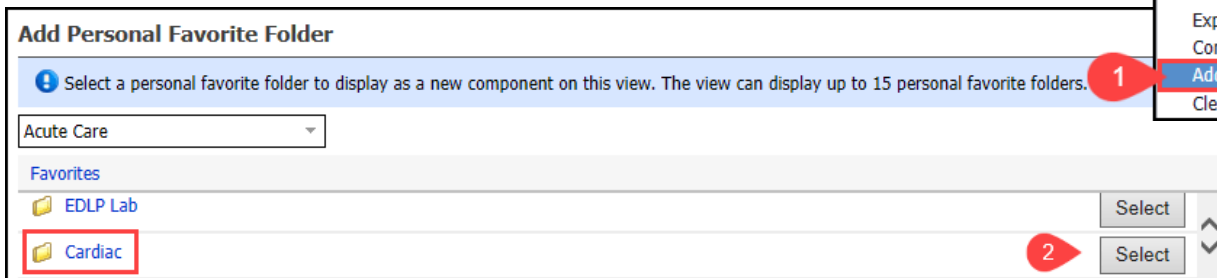 Add Personal Favorite Folder
Select a personal favorite folder to display as a new component on this view. The view can display up to 15 personal favorite folders.
Exp
Con
1
Add
Cle
Acute Care
Favorites
EDLP Lab
Select
Cardiac
2
Select